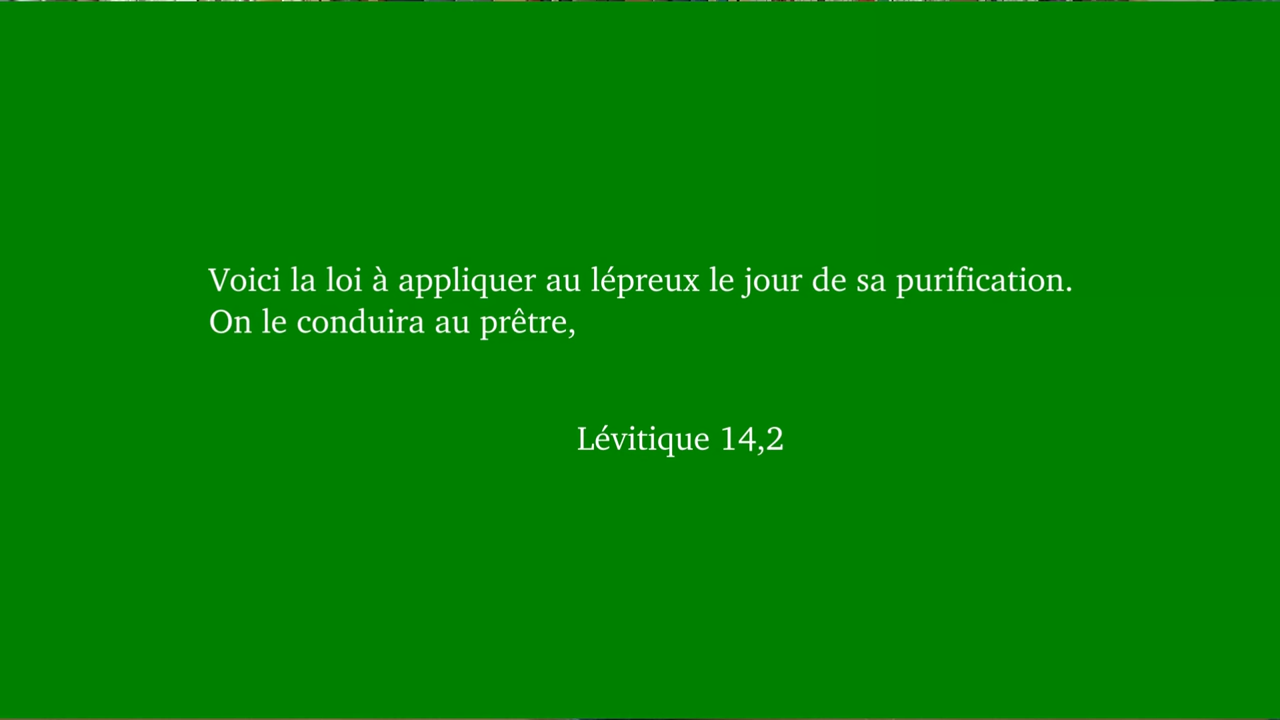 Voici la loi à appliquer au lépreux le jour de sa purification.
On le conduira au prêtre,
Lévitique 14,2